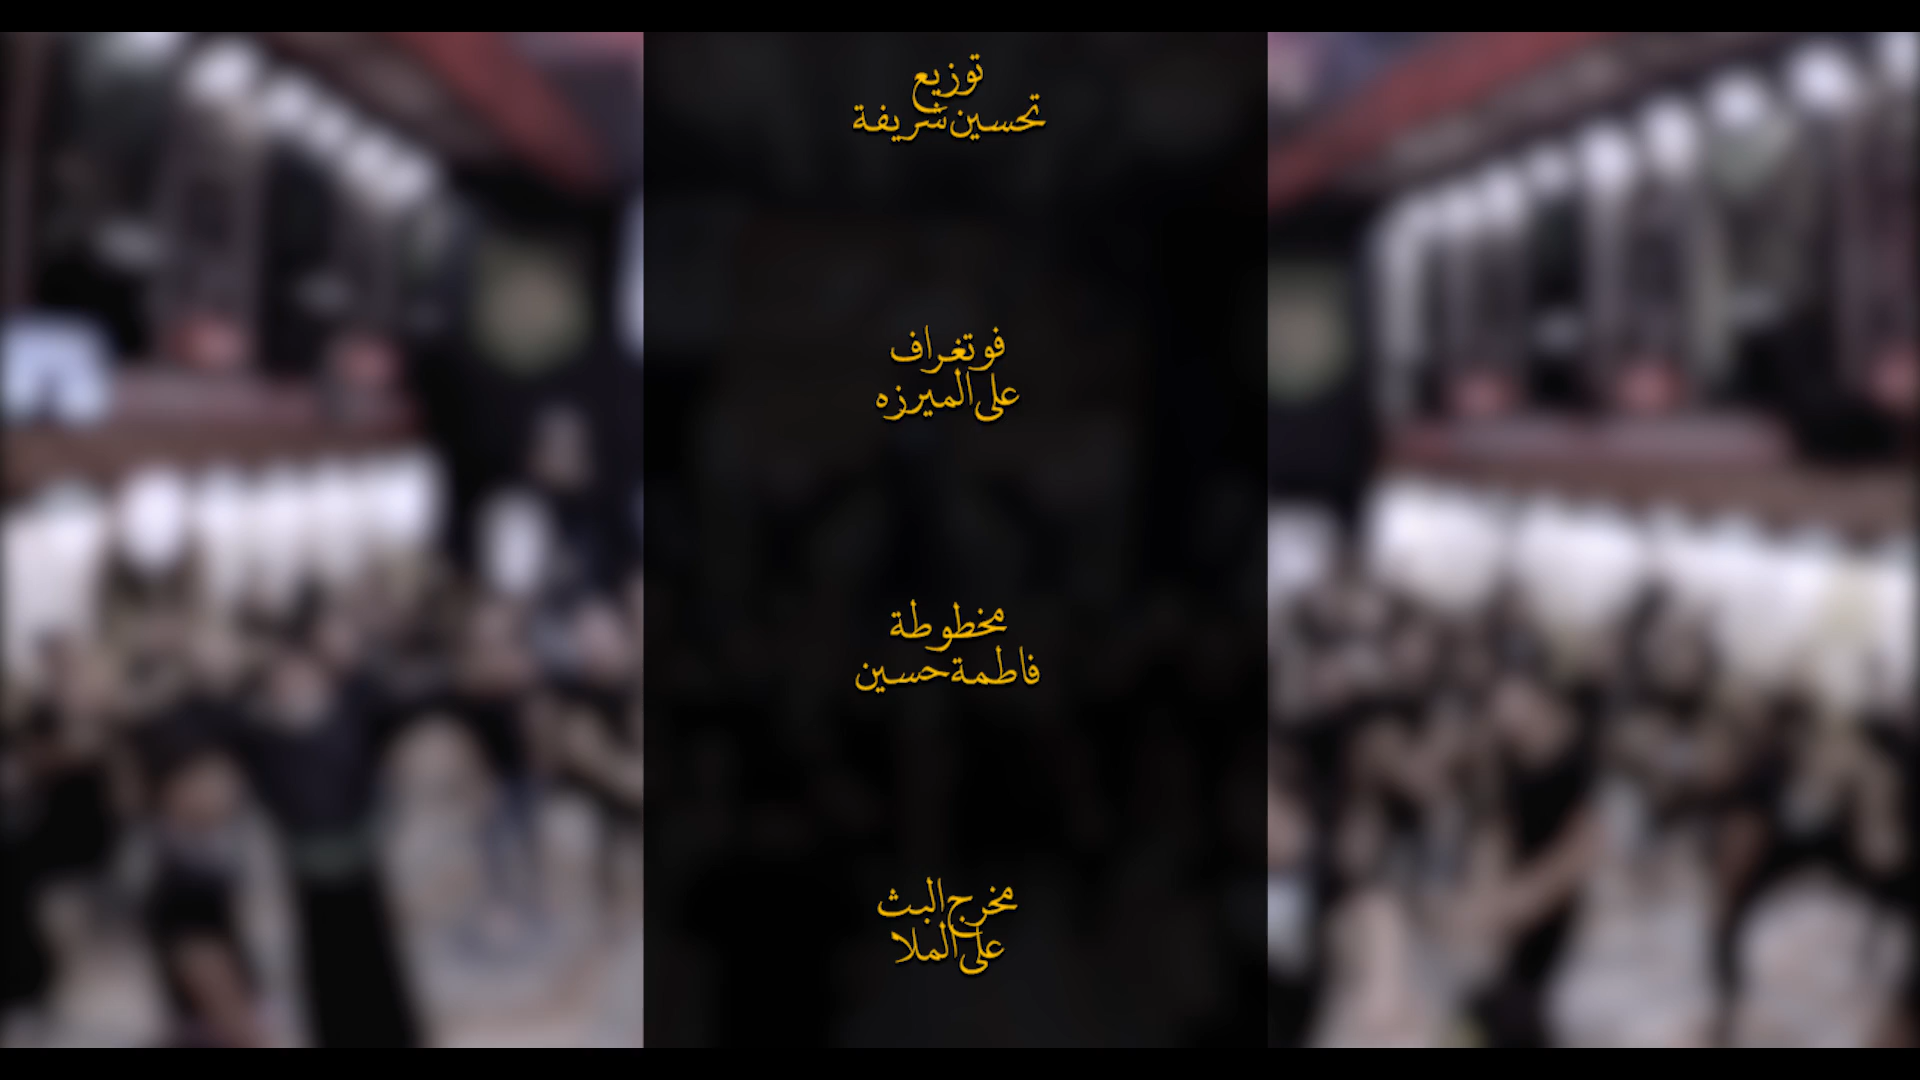 توزيع
تحسين شريفة
فوتغراف
علي الميرزه
مخطوطة
فاطمة حسين
مخرج البث
علي الملا